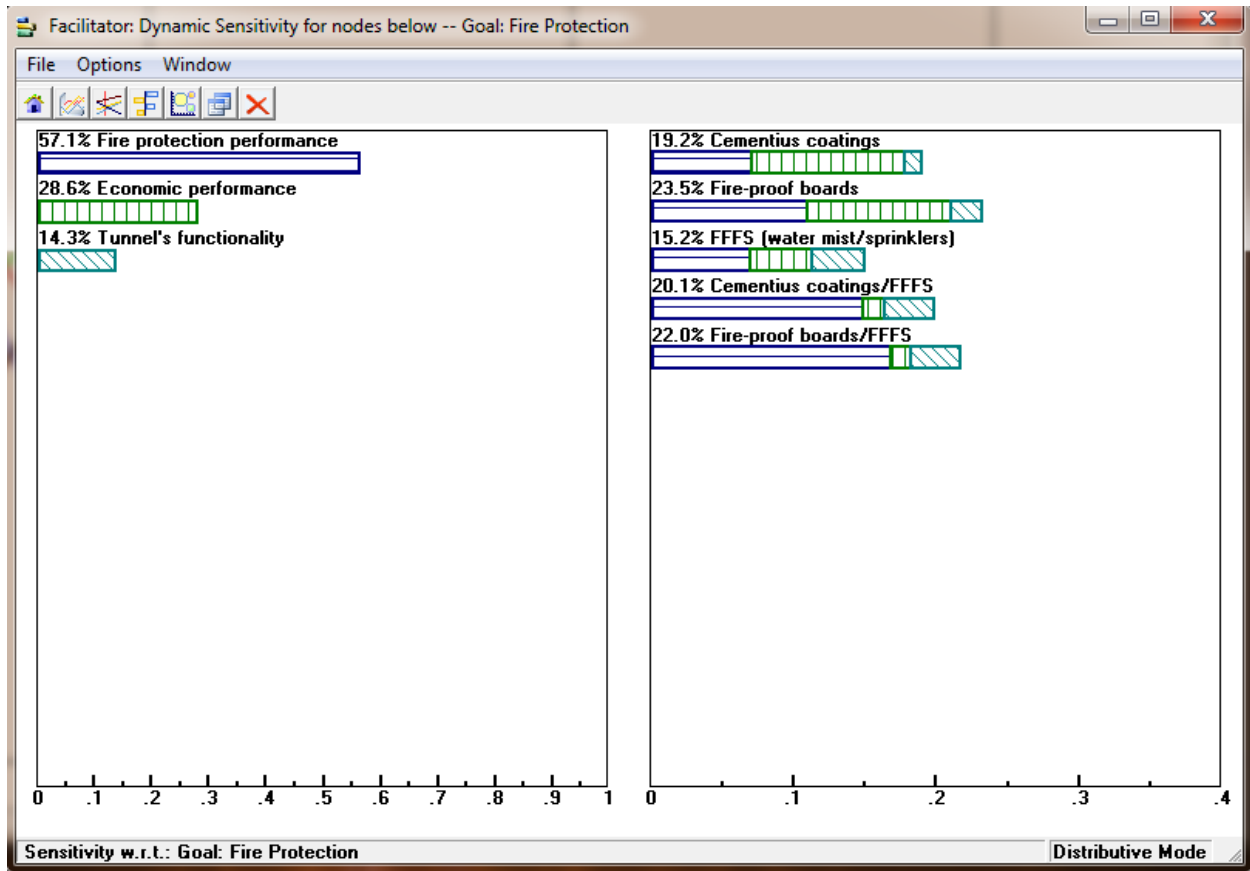 Facilitator: Dynamic Sensitivity for nodes below -- Goal: Fire Protection
File Options Window
57.1% Fire protection performance
28.6% Economic performance
14.3% Tunnel's functionality
0 .1 .2 .3 .4 .5 .6 .7 .8 .9 1
19.2% Cementius coatings
23.5% Fire-proof boards
15.2% FFFS (water mist/sprinklers)
20.1% Cementius coatings/FFFS
22.0% Fire-proof boards/FFFS
0 .1 .2 .3 .4
Sensitivity w.r.t.: Goal: Fire Protection
Distributive Mode